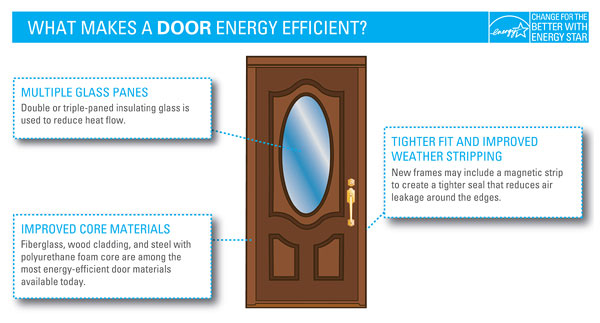 WHAT MAKES A DOOR ENERGY EFFICIENT?
energy
CHANGE FOR THE
BETTER WITH
ENERGY STAR
MULTIPLE GLASS PANES
Double or triple-paned insulating glass is
used to reduce heat flow.
TIGHTER FIT AND IMPROVED
WEATHER STRIPPING
New frames may include a magnetic strip
to create a tighter seal that reduces air
leakage around the edges.
IMPROVED CORE MATERIALS
Fiberglass, wood cladding, and steel with
polyurethane foam core are among the
most energy-efficient door materials
available today.